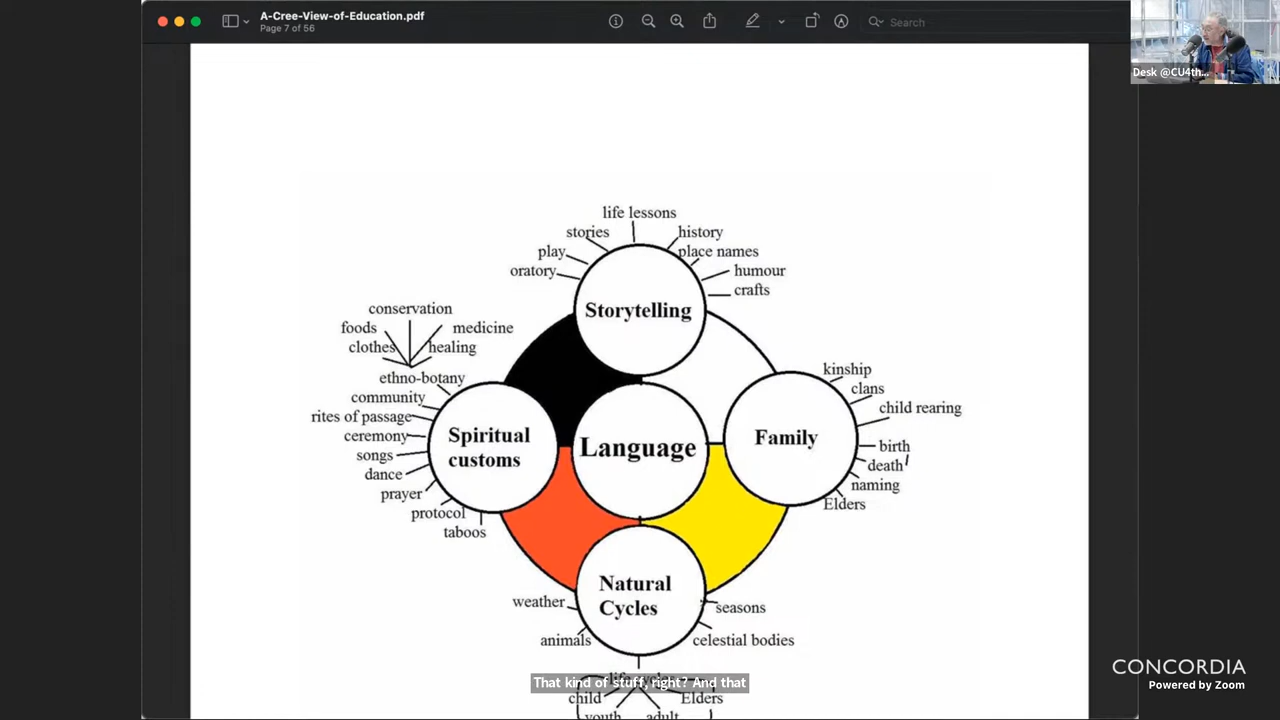 A-Cree-View-of-Education.pdf
Page 7 of 56
Search
Desk @CU4th...
life lessons
stories
history
play
place names
oratory
humour
crafts
Storytelling
conservation
foods
medicine
clothes
healing
ethno-botany
community
rites of passage
ceremony
songs
dance
prayer
protocol
taboos
Spiritual
customs
Language
Family
kinship
clans
child rearing
birth
death
naming
Elders
Natural
Cycles
weather
seasons
animals
celestial bodies
That kind of stuff, right? And that
child
Elders
youth
adult
CONCORDIA
Powered by Zoom